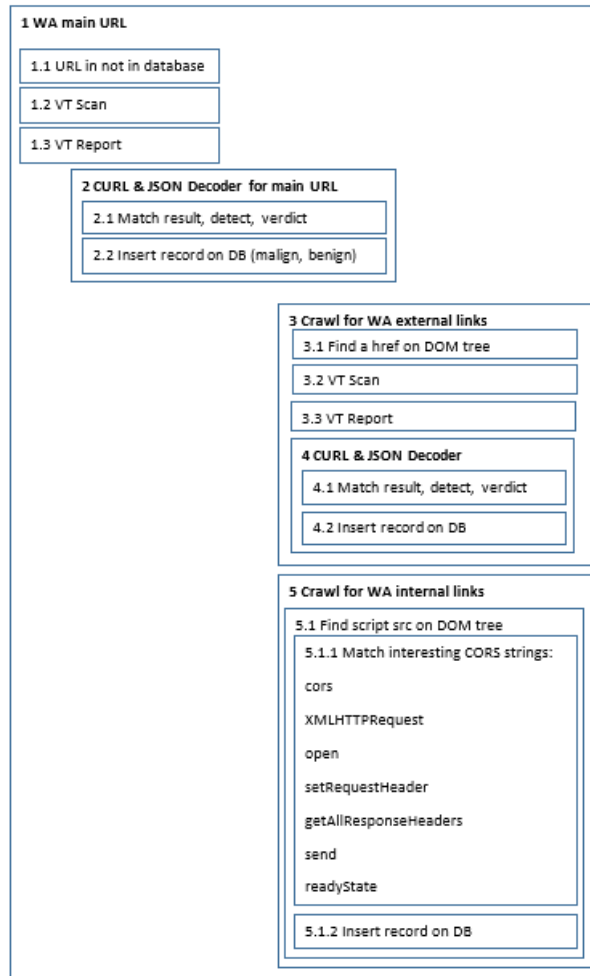 1 WA main URL
1.1 URL in not in database
1.2 VT Scan
1.3 VT Report
2 CURL & JSON Decoder for main URL
2.1 Match result, detect, verdict
2.2 Insert record on DB (malign, benign)
3 Crawl for WA external links
3.1 Find a href on DOM tree
3.2 VT Scan
3.3 VT Report
4 CURL & JSON Decoder
4.1 Match result, detect, verdict
4.2 Insert record on DB
5 Crawl for WA internal links
5.1 Find script src on DOM tree
5.1.1 Match interesting CORS strings:
cors
XMLHTTPRequest
open
setRequestHeader
getAllResponseHeaders
send
readyState
5.1.2 Insert record on DB